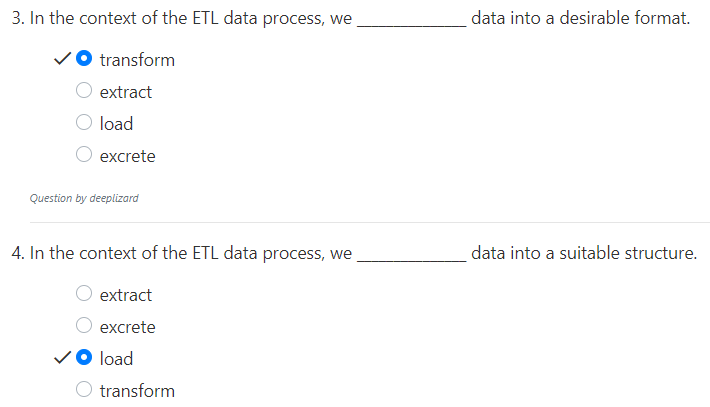 3. In the context of the ETL data process, we ____________ data into a desirable format.
transform
extract
load
excrete
Question by deeplizard
4. In the context of the ETL data process, we ____________ data into a suitable structure.
extract
excrete
load
transform